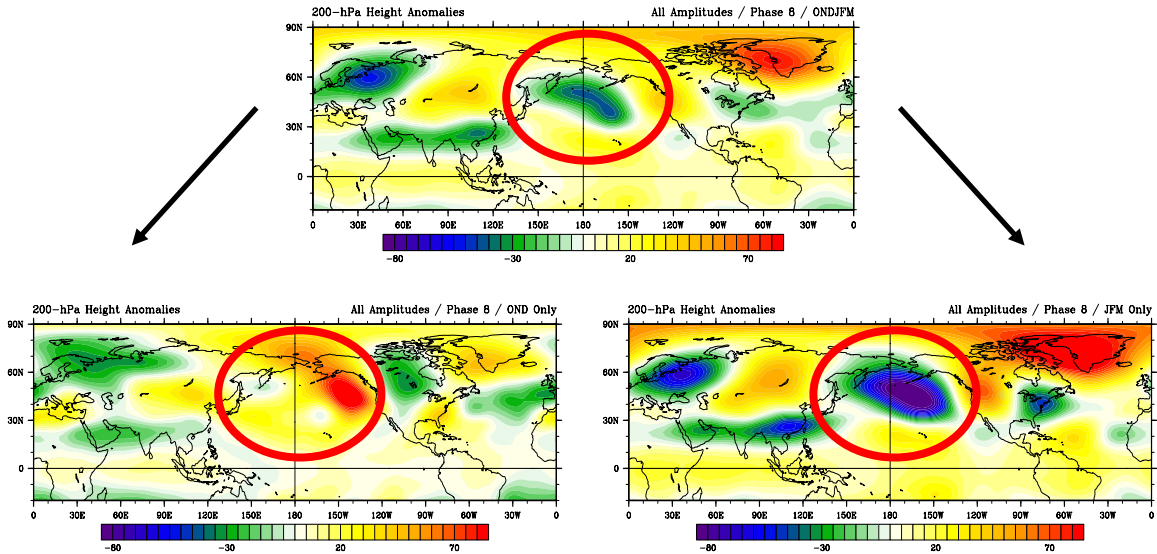 200-hPa Height Anomalies All Amplitudes / Phase 8 / ONDJFM
90N
60N
30N
0
0 30E 60E 90E 120E 150E 180 150W 120W 90W 60W 30W 0
-80 -30 20 70
200-hPa Height Anomalies All Amplitudes / Phase 8 / OND Only
90N
60N
30N
0
0 30E 60E 90E 120E 150E 180 150W 120W 90W 60W 30W 0
-80 -30 20 70
200-hPa Height Anomalies All Amplitudes / Phase 8 / JFM Only
90N
60N
30N
0
0 30E 60E 90E 120E 150E 180 150W 120W 90W 60W 30W 0
-80 -30 20 70